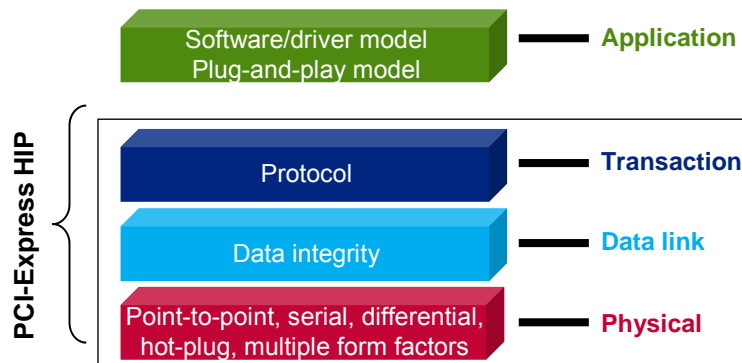 Software/driver model
Plug-and-play model
Application
PCI-Express HIP
Protocol
Transaction
Data integrity
Data link
Point-to-point, serial, differential,
hot-plug, multiple form factors
Physical